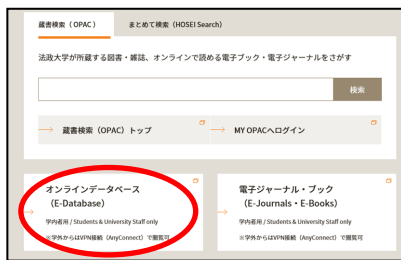 蔵書検索（OPAC） まとめて検索（HOSEI Search）
法政大学が所蔵する図書・雑誌、オンラインで読める電子ブック・電子ジャーナルをさがす
検索
蔵書検索（OPAC）トップ
MY OPACへログイン
オンラインデータベース
（E-Database）
学内者用 / Students & University Staff only
※学外からはVPN接続（AnyConnect）で閲覧可
電子ジャーナル・ブック
（E-Journals・E-Books）
学内者用 / Students & University Staff only
※学外からはVPN接続（AnyConnect）で閲覧可